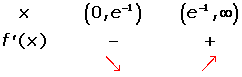 x (0,e⁻¹) (e⁻¹,∞)
f'(x) − +
↘ ↗